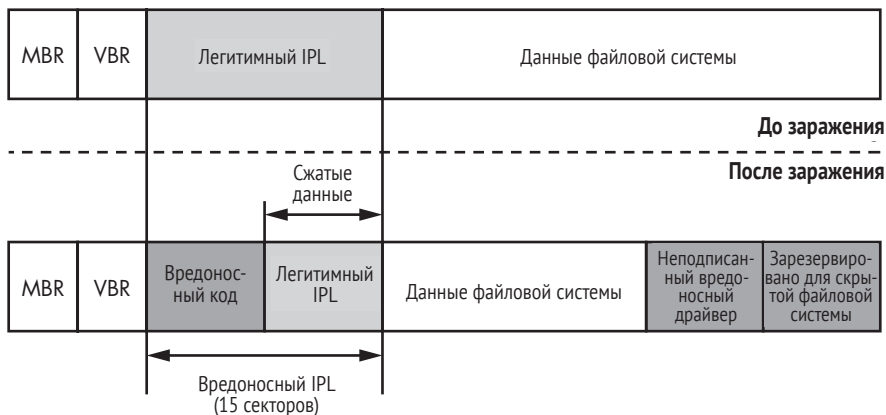 MBR
VBR
Легитимный IPL
Данные файловой системы
До заражения
После заражения
Сжатые
данные
MBR
VBR
Вредонос-
ный код
Легитимный
IPL
Данные файловой системы
Неподписан-
ный вредо-
носный
драйвер
Зарезервиро-
вано для скры-
той файловой
системы
Вредоносный IPL
(15 секторов)